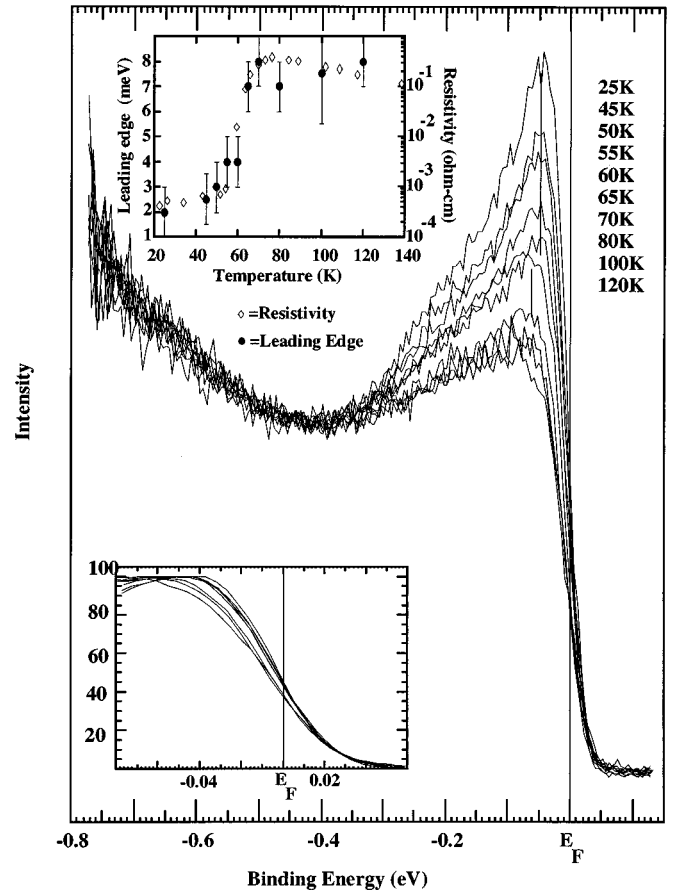 8
7
6
5
4
3
2
1
Leading edge (meV)
10-1
10-2
10-3
10-4
Resistivity (ohm-cm)
20 40 60 80 100 120 140
Temperature (K)
◇ =Resistivity
● =Leading Edge
25K
45K
50K
55K
60K
65K
70K
80K
100K
120K
Intensity
100
80
60
40
20
-0.04 E F 0.02
-0.8 -0.6 -0.4 -0.2 E F
Binding Energy (eV)